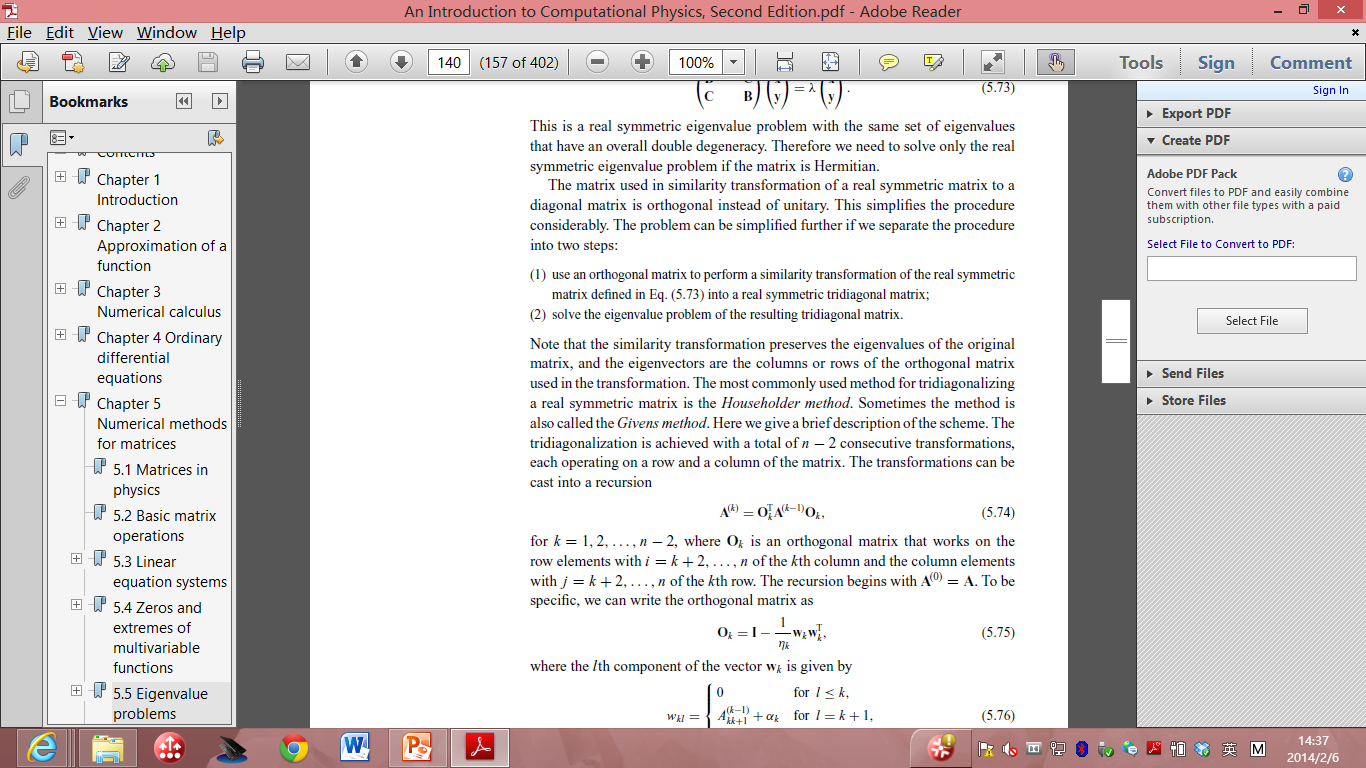 An Introduction to Computational Physics, Second Edition.pdf - Adobe Reader
File Edit View Window Help
140 (157 of 402) 100% Tools Sign Comment
Bookmarks
Contents
Chapter 1
Introduction
Chapter 2
Approximation of a
function
Chapter 3
Numerical calculus
Chapter 4 Ordinary
differential
equations
Chapter 5
Numerical methods
for matrices
5.1 Matrices in
physics
5.2 Basic matrix
operations
5.3 Linear
equation systems
5.4 Zeros and
extremes of
multivariable
functions
5.5 Eigenvalue
problems
C B y = λ y . (5.73)
This is a real symmetric eigenvalue problem with the same set of eigenvalues
that have an overall double degeneracy. Therefore we need to solve only the real
symmetric eigenvalue problem if the matrix is Hermitian.
The matrix used in similarity transformation of a real symmetric matrix to a
diagonal matrix is orthogonal instead of unitary. This simplifies the procedure
considerably. The problem can be simplified further if we separate the procedure
into two steps:
(1) use an orthogonal matrix to perform a similarity transformation of the real symmetric
matrix defined in Eq. (5.73) into a real symmetric tridiagonal matrix;
(2) solve the eigenvalue problem of the resulting tridiagonal matrix.
Note that the similarity transformation preserves the eigenvalues of the original
matrix, and the eigenvectors are the columns or rows of the orthogonal matrix
used in the transformation. The most commonly used method for tridiagonalizing
a real symmetric matrix is the Householder method. Sometimes the method is
also called the Givens method. Here we give a brief description of the scheme. The
tridiagonalization is achieved with a total of n − 2 consecutive transformations,
each operating on a row and a column of the matrix. The transformations can be
cast into a recursion
A^(k) = O_k^T A^(k−1) O_k, (5.74)
for k = 1, 2, . . . , n − 2, where O_k is an orthogonal matrix that works on the
row elements with i = k + 2, . . . , n of the kth column and the column elements
with j = k + 2, . . . , n of the kth row. The recursion begins with A^(0) = A. To be
specific, we can write the orthogonal matrix as
O_k = I − 1/η_k w_k w_k^T, (5.75)
where the lth component of the vector w_k is given by
0 for l ≤ k,
w_kl = A_kk+1^(k−1) + α_k for l = k + 1, (5.76)
Sign In
Export PDF
Create PDF
Adobe PDF Pack
Convert files to PDF and easily combine
them with other file types with a paid
subscription.
Select File to Convert to PDF:
Select File
Send Files
Store Files
英 M
14:37
2014/2/6